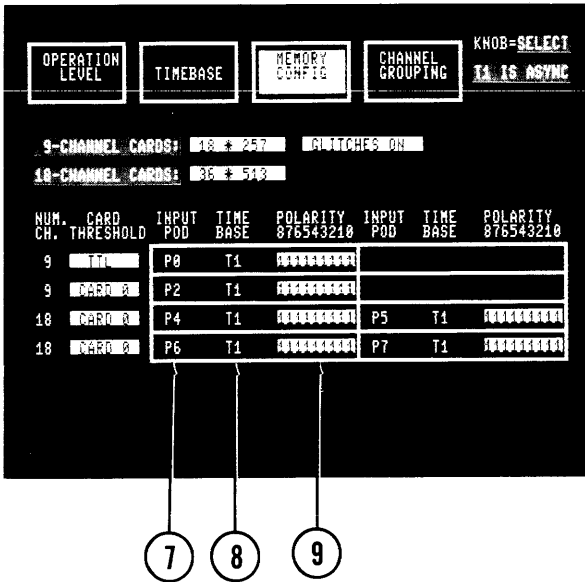 KNOB=SELECT
OPERATION LEVEL
TIMEBASE
MEMORY CONFIG
CHANNEL GROUPING
T1 IS ASYNC
9-CHANNEL CARDS: 18 * 257 GLITCHES ON
18-CHANNEL CARDS: 36 * 513
NUM. CARD INPUT TIME POLARITY INPUT TIME POLARITY
CH. THRESHOLD POD BASE 876543210 POD BASE 876543210
9 TTL P0 T1
9 CARD 0 P2 T1
18 CARD 0 P4 T1 P5 T1
18 CARD 0 P6 T1 P7 T1
7 8 9